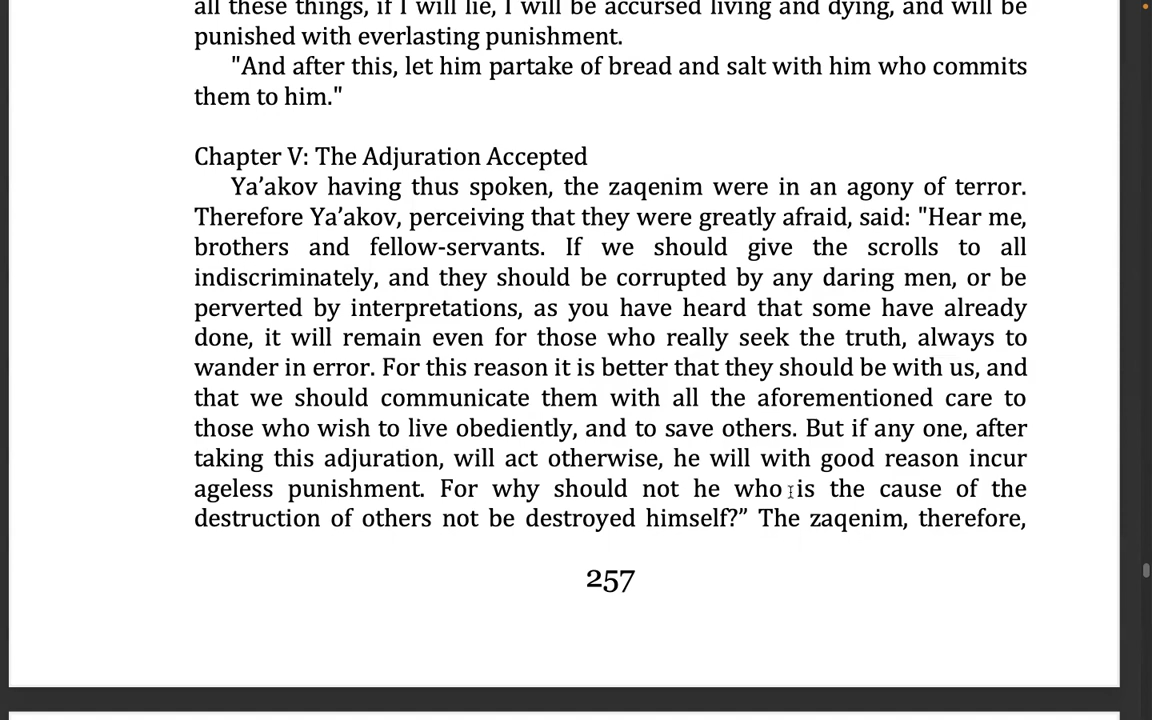 all these things, if I will lie, I will be accursed living and dying, and will be
punished with everlasting punishment.
"And after this, let him partake of bread and salt with him who commits
them to him."
Chapter V: The Adjuration Accepted
Ya’akov having thus spoken, the zaqenim were in an agony of terror.
Therefore Ya’akov, perceiving that they were greatly afraid, said: "Hear me,
brothers and fellow-servants. If we should give the scrolls to all
indiscriminately, and they should be corrupted by any daring men, or be
perverted by interpretations, as you have heard that some have already
done, it will remain even for those who really seek the truth, always to
wander in error. For this reason it is better that they should be with us, and
that we should communicate them with all the aforementioned care to
those who wish to live obediently, and to save others. But if any one, after
taking this adjuration, will act otherwise, he will with good reason incur
ageless punishment. For why should not he who is the cause of the
destruction of others not be destroyed himself?” The zaqenim, therefore,
257